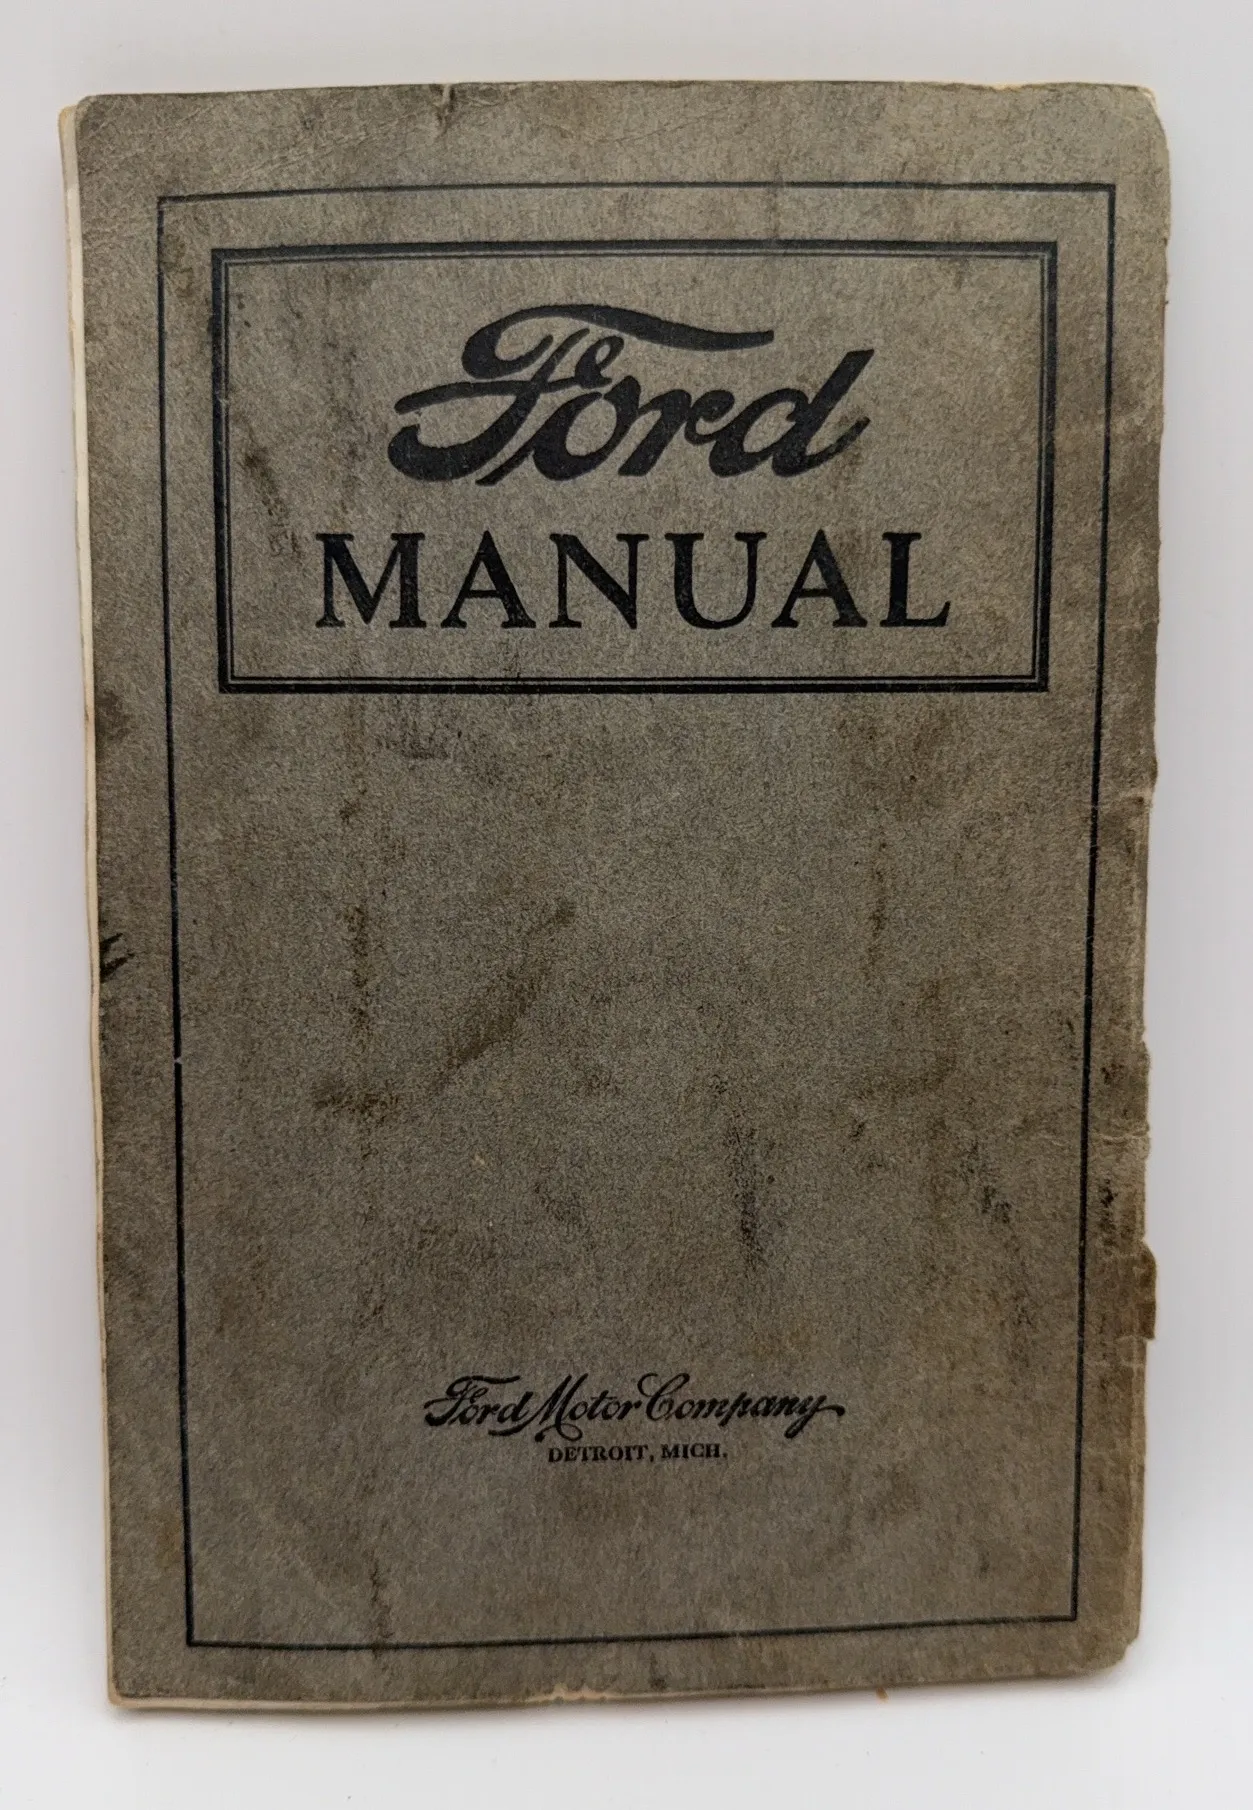 Ford
MANUAL
Ford Motor Company
DETROIT, MICH.